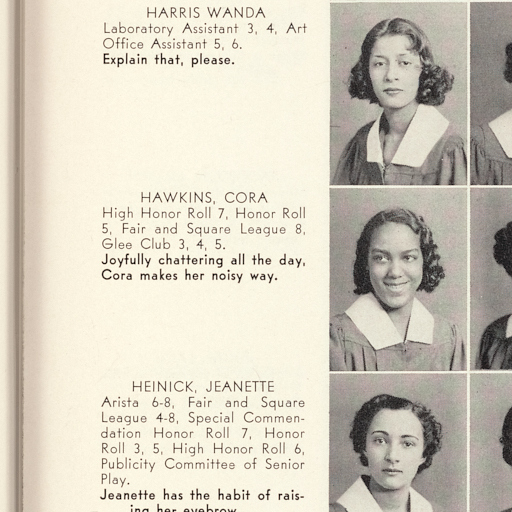 HARRIS WANDA
Laboratory Assistant 3, 4, Art
Office Assistant 5, 6.
Explain that, please.
HAWKINS, CORA
High Honor Roll 7, Honor Roll
5, Fair and Square League 8,
Glee Club 3, 4, 5.
Joyfully chattering all the day,
Cora makes her noisy way.
HEINICK, JEANETTE
Arista 6-8, Fair and Square
League 4-8, Special Commen-
dation Honor Roll 7, Honor
Roll 3, 5, High Honor Roll 6,
Publicity Committee of Senior
Play.
Jeanette has the habit of rais-
ing her eyebrow